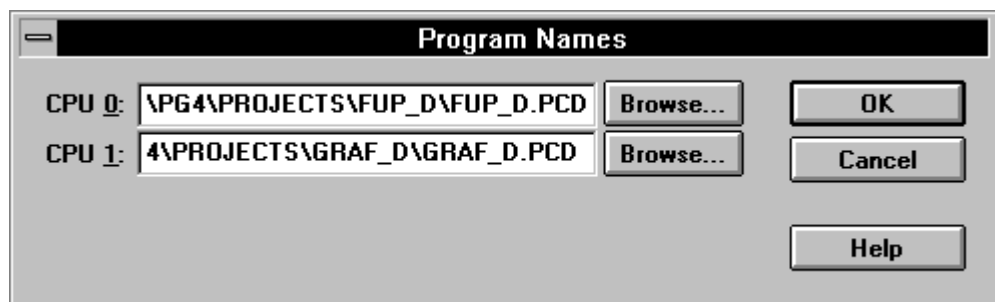 Program Names
CPU 0: \PG4\PROJECTS\FUP_D\FUP_D.PCD Browse... OK
CPU 1: 4\PROJECTS\GRAF_D\GRAF_D.PCD Browse... Cancel
Help